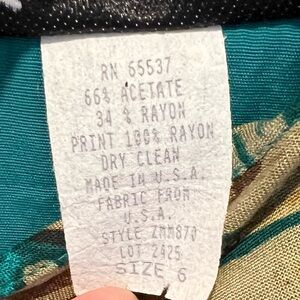 RN 65537
66% ACETATE
34 % RAYON
PRINT 100% RAYON
DRY CLEAN
MADE IN U.S.A.
FABRIC FROM
U.S.A.
STYLE ZMM873
LOT 2425
SIZE 6